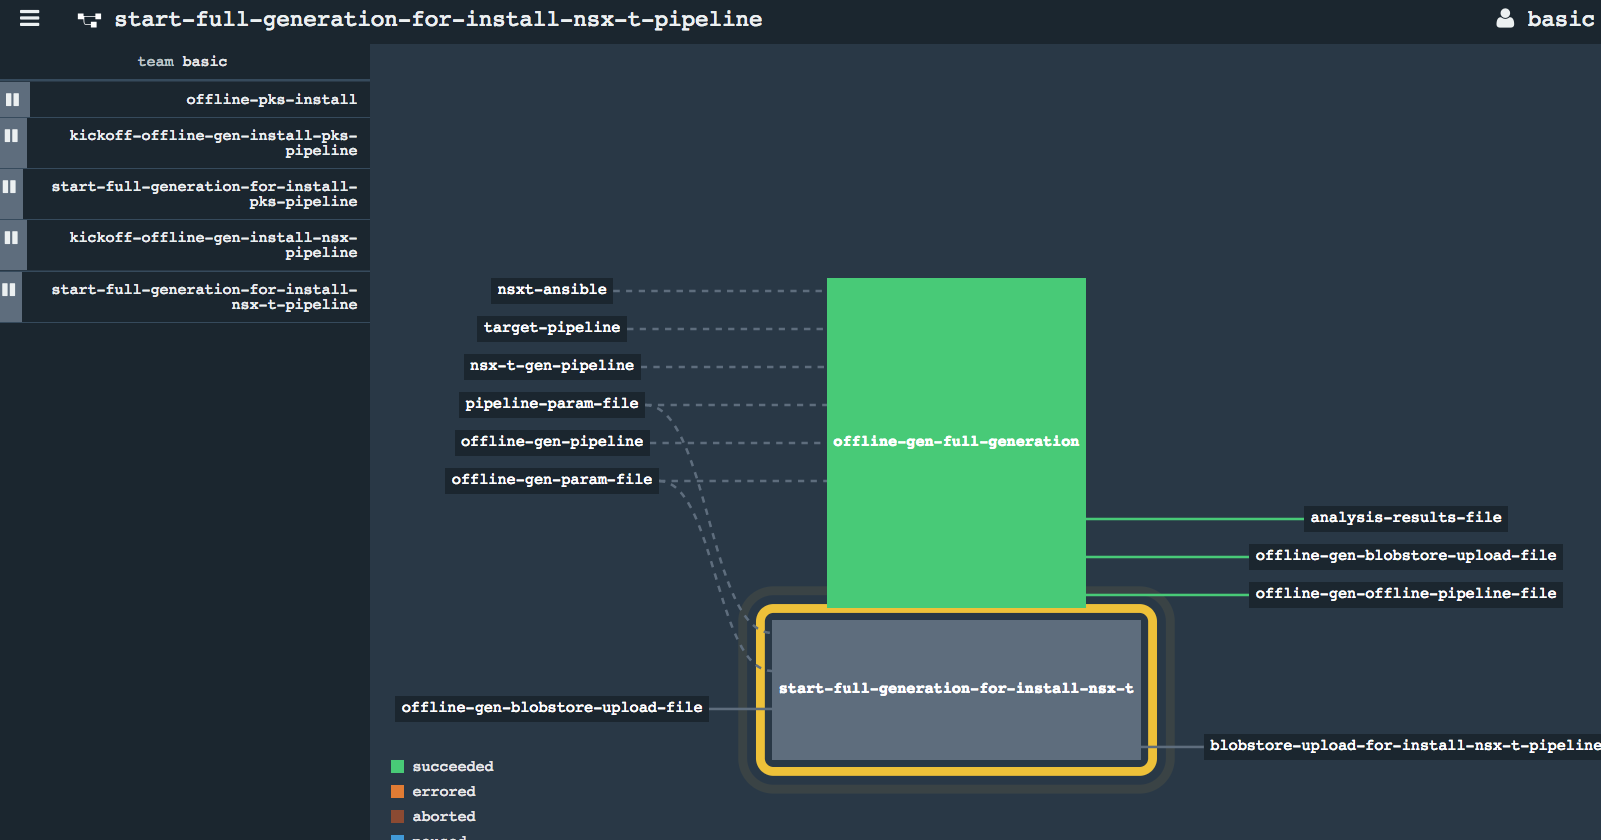 start-full-generation-for-install-nsx-t-pipeline
basic
team basic
offline-pks-install
kickoff-offline-gen-install-pks-
pipeline
start-full-generation-for-install-
pks-pipeline
kickoff-offline-gen-install-nsx-
pipeline
start-full-generation-for-install-
nsx-t-pipeline
nsxt-ansible
target-pipeline
nsx-t-gen-pipeline
pipeline-param-file
offline-gen-pipeline
offline-gen-param-file
offline-gen-full-generation
analysis-results-file
offline-gen-blobstore-upload-file
offline-gen-offline-pipeline-file
start-full-generation-for-install-nsx-t
offline-gen-blobstore-upload-file
blobstore-upload-for-install-nsx-t-pipeline
succeeded
errored
aborted